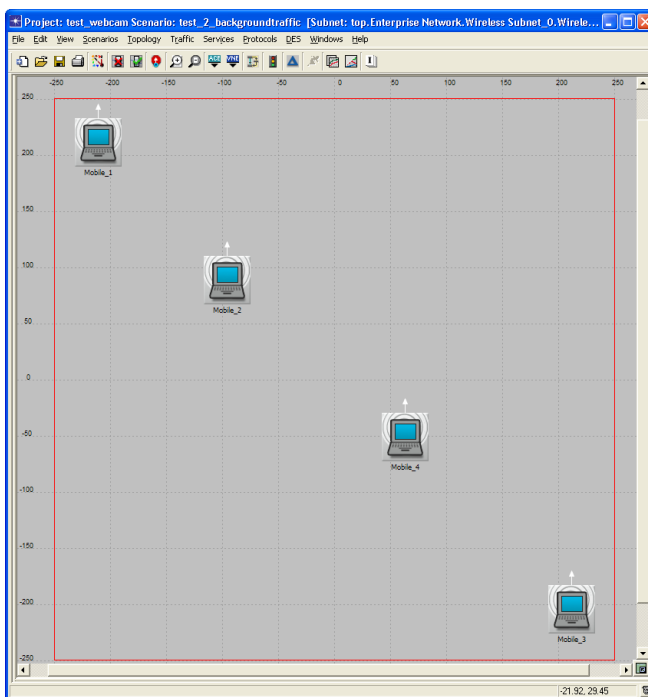 Project: test_webcam Scenario: test_2_backgroundtraffic [Subnet: top.Enterprise Network.Wireless Subnet_0.Wirele...
File Edit View Scenarios Topology Traffic Services Protocols DES Windows Help
-250 -200 -150 -100 -50 0 50 100 150 200 250
250
Mobile_1
200
150
100
Mobile_2
50
0
-50
Mobile_4
-100
-150
-200
Mobile_3
-250
-21.92, 29.45